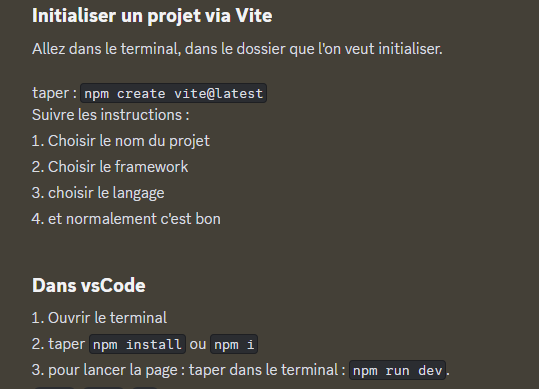 Initialiser un projet via Vite
Allez dans le terminal, dans le dossier que l'on veut initialiser.
taper : npm create vite@latest
Suivre les instructions :
1. Choisir le nom du projet
2. Choisir le framework
3. choisir le langage
4. et normalement c'est bon
Dans vsCode
1. Ouvrir le terminal
2. taper npm install ou npm i
3. pour lancer la page : taper dans le terminal : npm run dev.